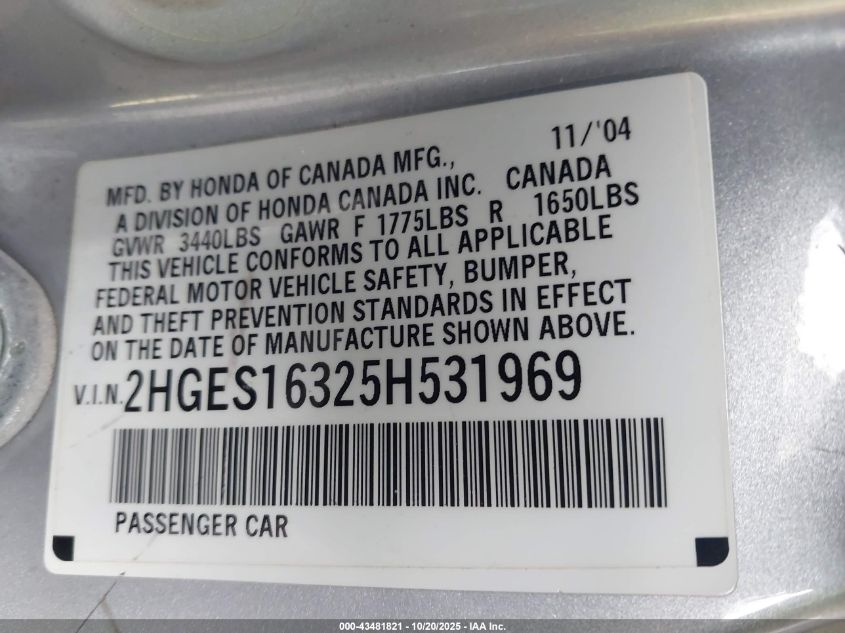 11/'04
MFD. BY HONDA OF CANADA MFG.,
A DIVISION OF HONDA CANADA INC. CANADA
GVWR 3440LBS GAWR F 1775LBS R 1650LBS
THIS VEHICLE CONFORMS TO ALL APPLICABLE
FEDERAL MOTOR VEHICLE SAFETY, BUMPER,
AND THEFT PREVENTION STANDARDS IN EFFECT
ON THE DATE OF MANUFACTURE SHOWN ABOVE.
V.I.N. 2HGES16325H531969
PASSENGER CAR
000-43481821 - 10/20/2025 - IAA Inc.